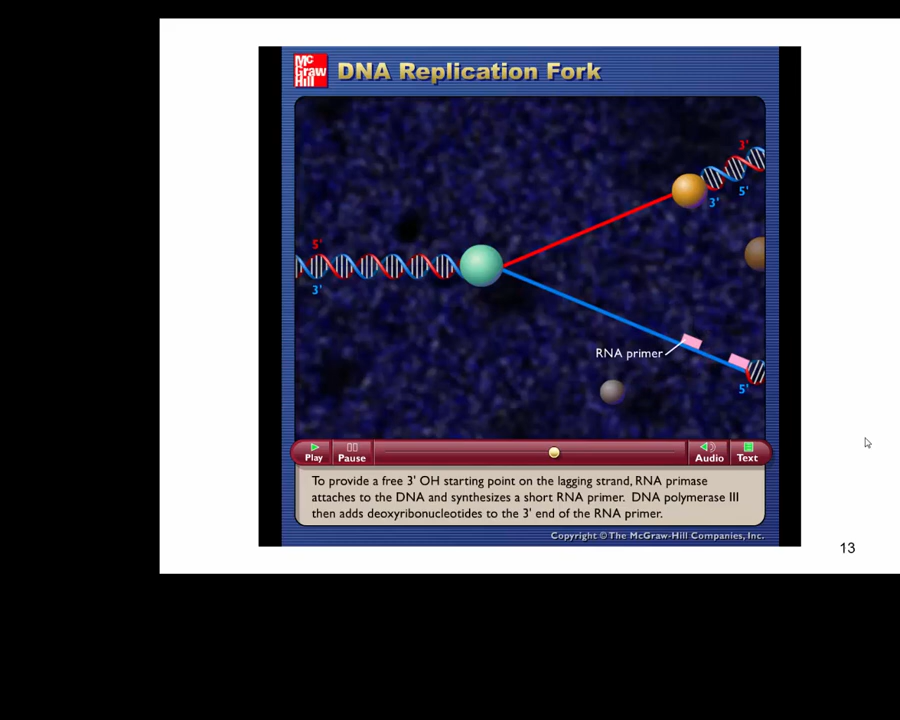 Mc
Graw
Hill
DNA Replication Fork
3'
5'
3'
5'
3'
RNA primer
5'
Play
Pause
Audio
Text
To provide a free 3' OH starting point on the lagging strand, RNA primase
attaches to the DNA and synthesizes a short RNA primer. DNA polymerase III
then adds deoxyribonucleotides to the 3' end of the RNA primer.
Copyright © The McGraw-Hill Companies, Inc.
13